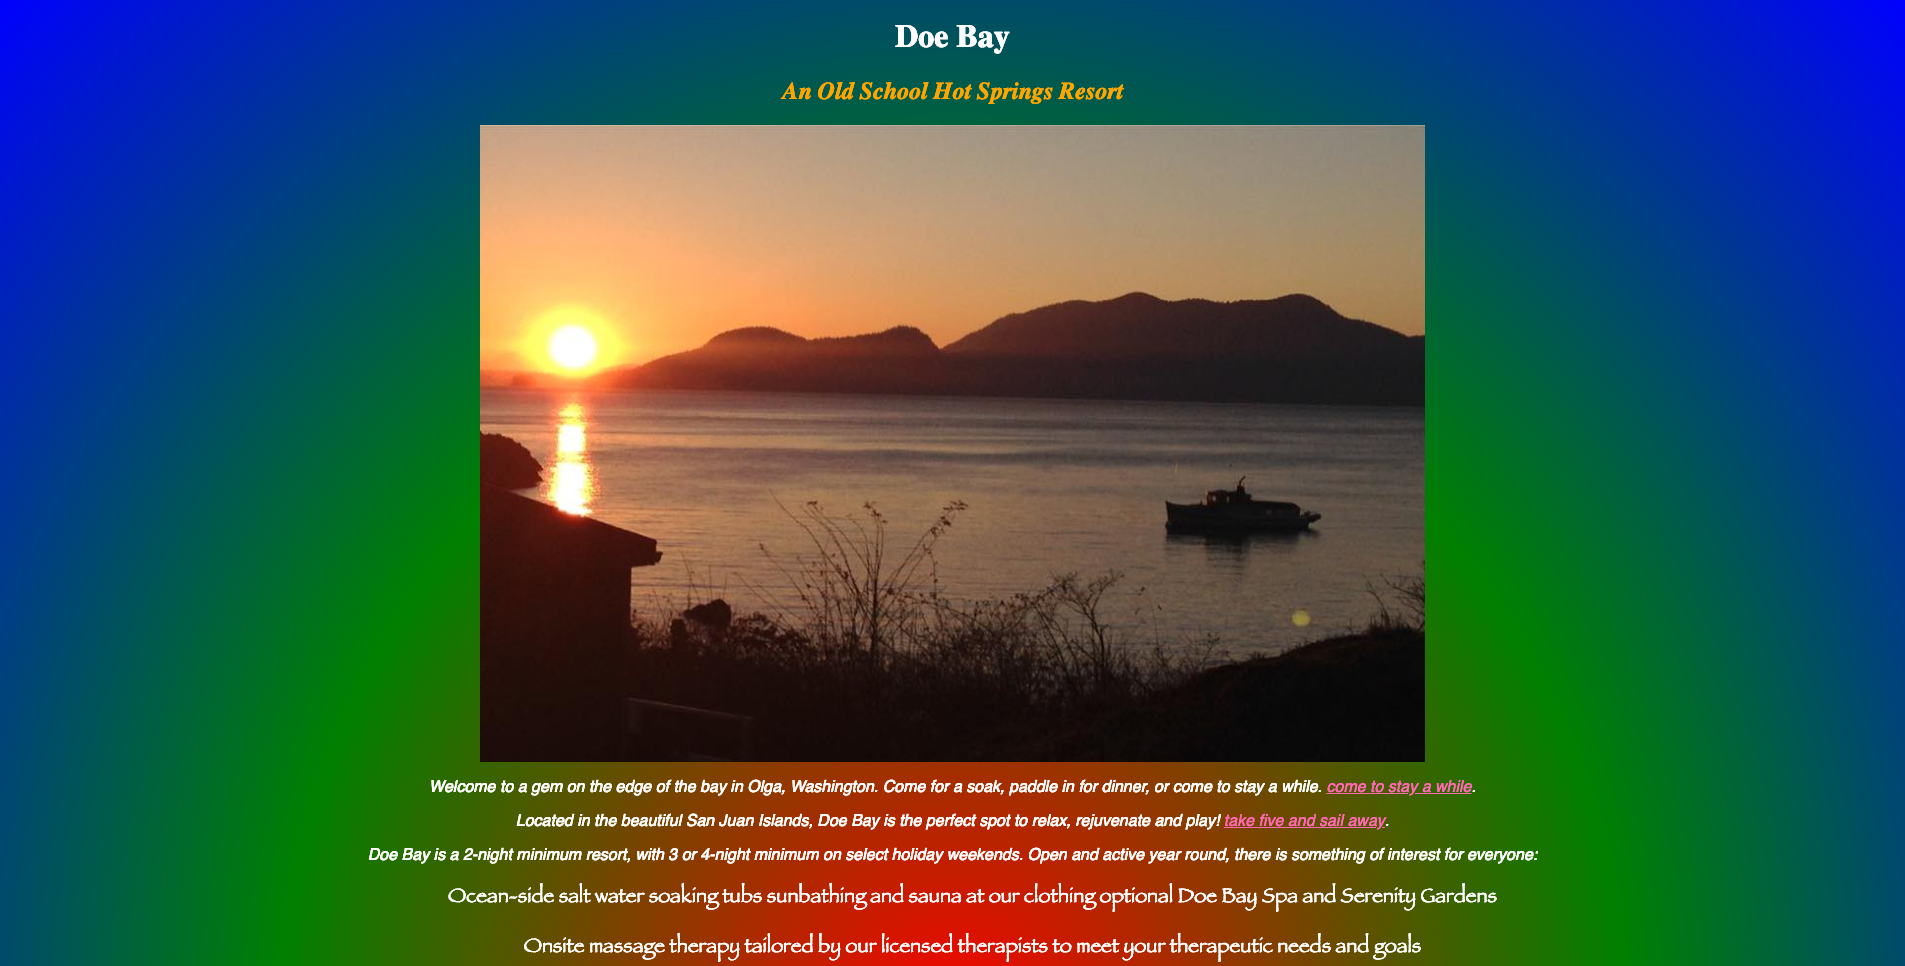 Doe Bay
An Old School Hot Springs Resort
Welcome to a gem on the edge of the bay in Olga, Washington. Come for a soak, paddle in for dinner, or come to stay a while. come to stay a while.
Located in the beautiful San Juan Islands, Doe Bay is the perfect spot to relax, rejuvenate and play! take five and sail away.
Doe Bay is a 2-night minimum resort, with 3 or 4-night minimum on select holiday weekends. Open and active year round, there is something of interest for everyone:
Ocean-side salt water soaking tubs sunbathing and sauna at our clothing optional Doe Bay Spa and Serenity Gardens
Onsite massage therapy tailored by our licensed therapists to meet your therapeutic needs and goals